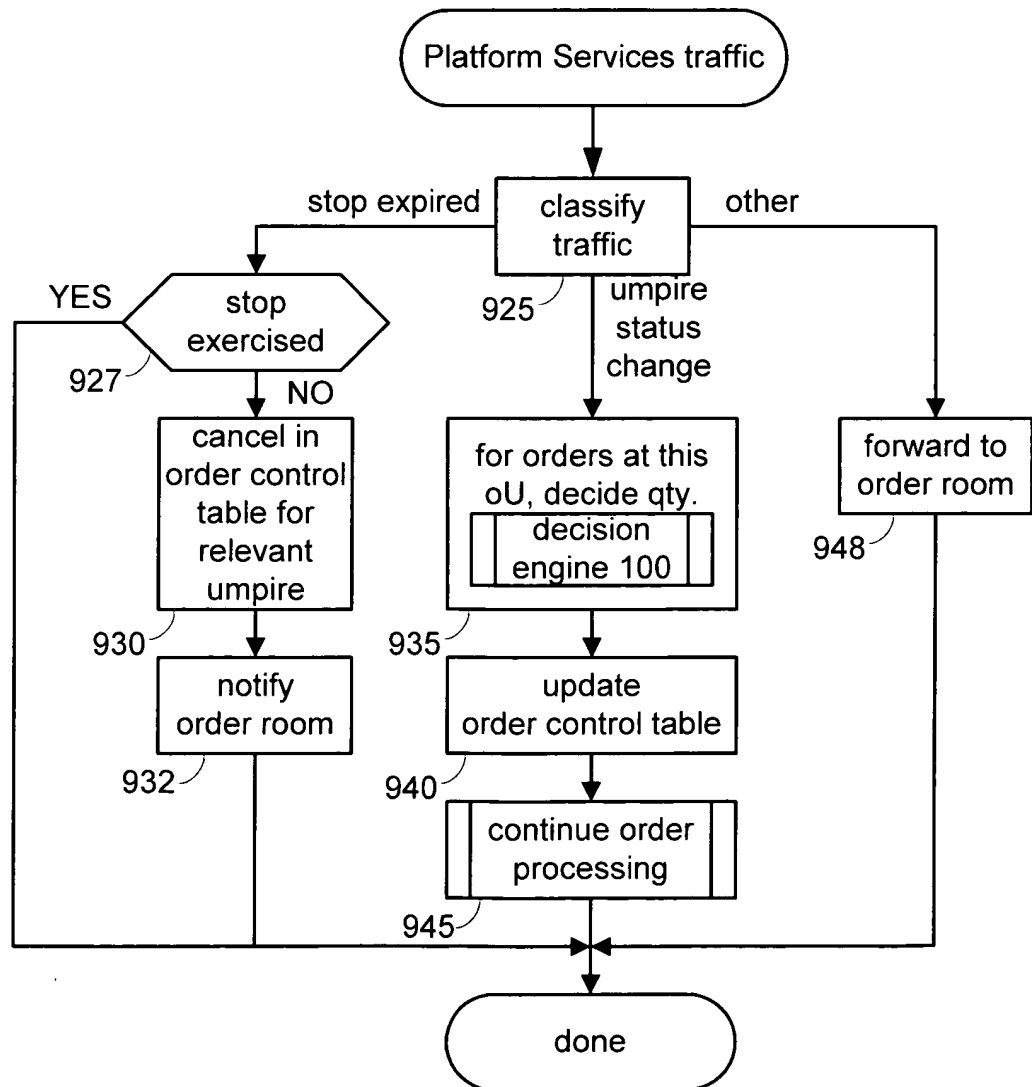 Platform Services traffic
stop expired
classify
traffic
other
925
YES
stop
exercised
927
NO
umpire
status
change
cancel in
order control
table for
relevant
umpire
930
for orders at this
oU, decide qty.
decision
engine 100
935
forward to
order room
948
notify
order room
932
update
order control table
940
continue order
processing
945
done